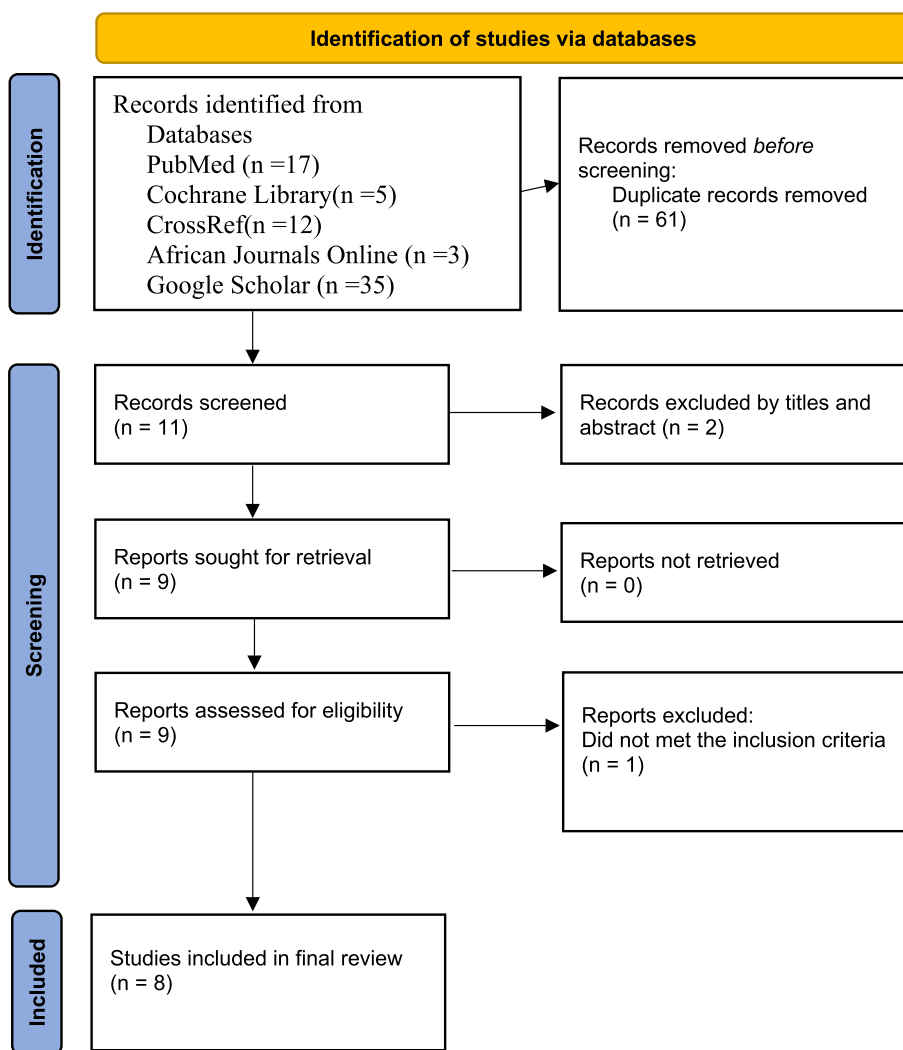 Identification of studies via databases
Identification
Records identified from
Databases
PubMed (n =17)
Cochrane Library(n =5)
CrossRef(n =12)
African Journals Online (n =3)
Google Scholar (n =35)
Records removed before
screening:
Duplicate records removed
(n = 61)
Screening
Records screened
(n = 11)
Records excluded by titles and
abstract (n = 2)
Reports sought for retrieval
(n = 9)
Reports not retrieved
(n = 0)
Reports assessed for eligibility
(n = 9)
Reports excluded:
Did not met the inclusion criteria
(n = 1)
Included
Studies included in final review
(n = 8)